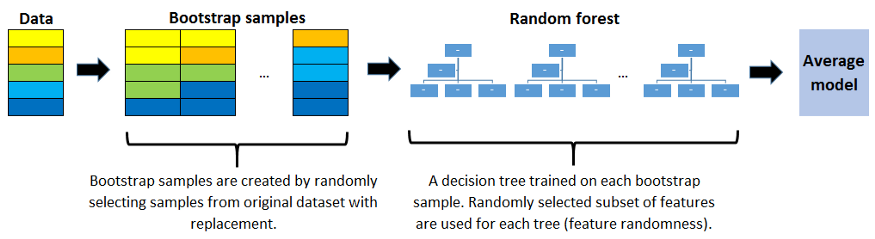 Data
Bootstrap samples
Random forest
...
...
Average
model
Bootstrap samples are created by randomly
selecting samples from original dataset with
replacement.
A decision tree trained on each bootstrap
sample. Randomly selected subset of features
are used for each tree (feature randomness).